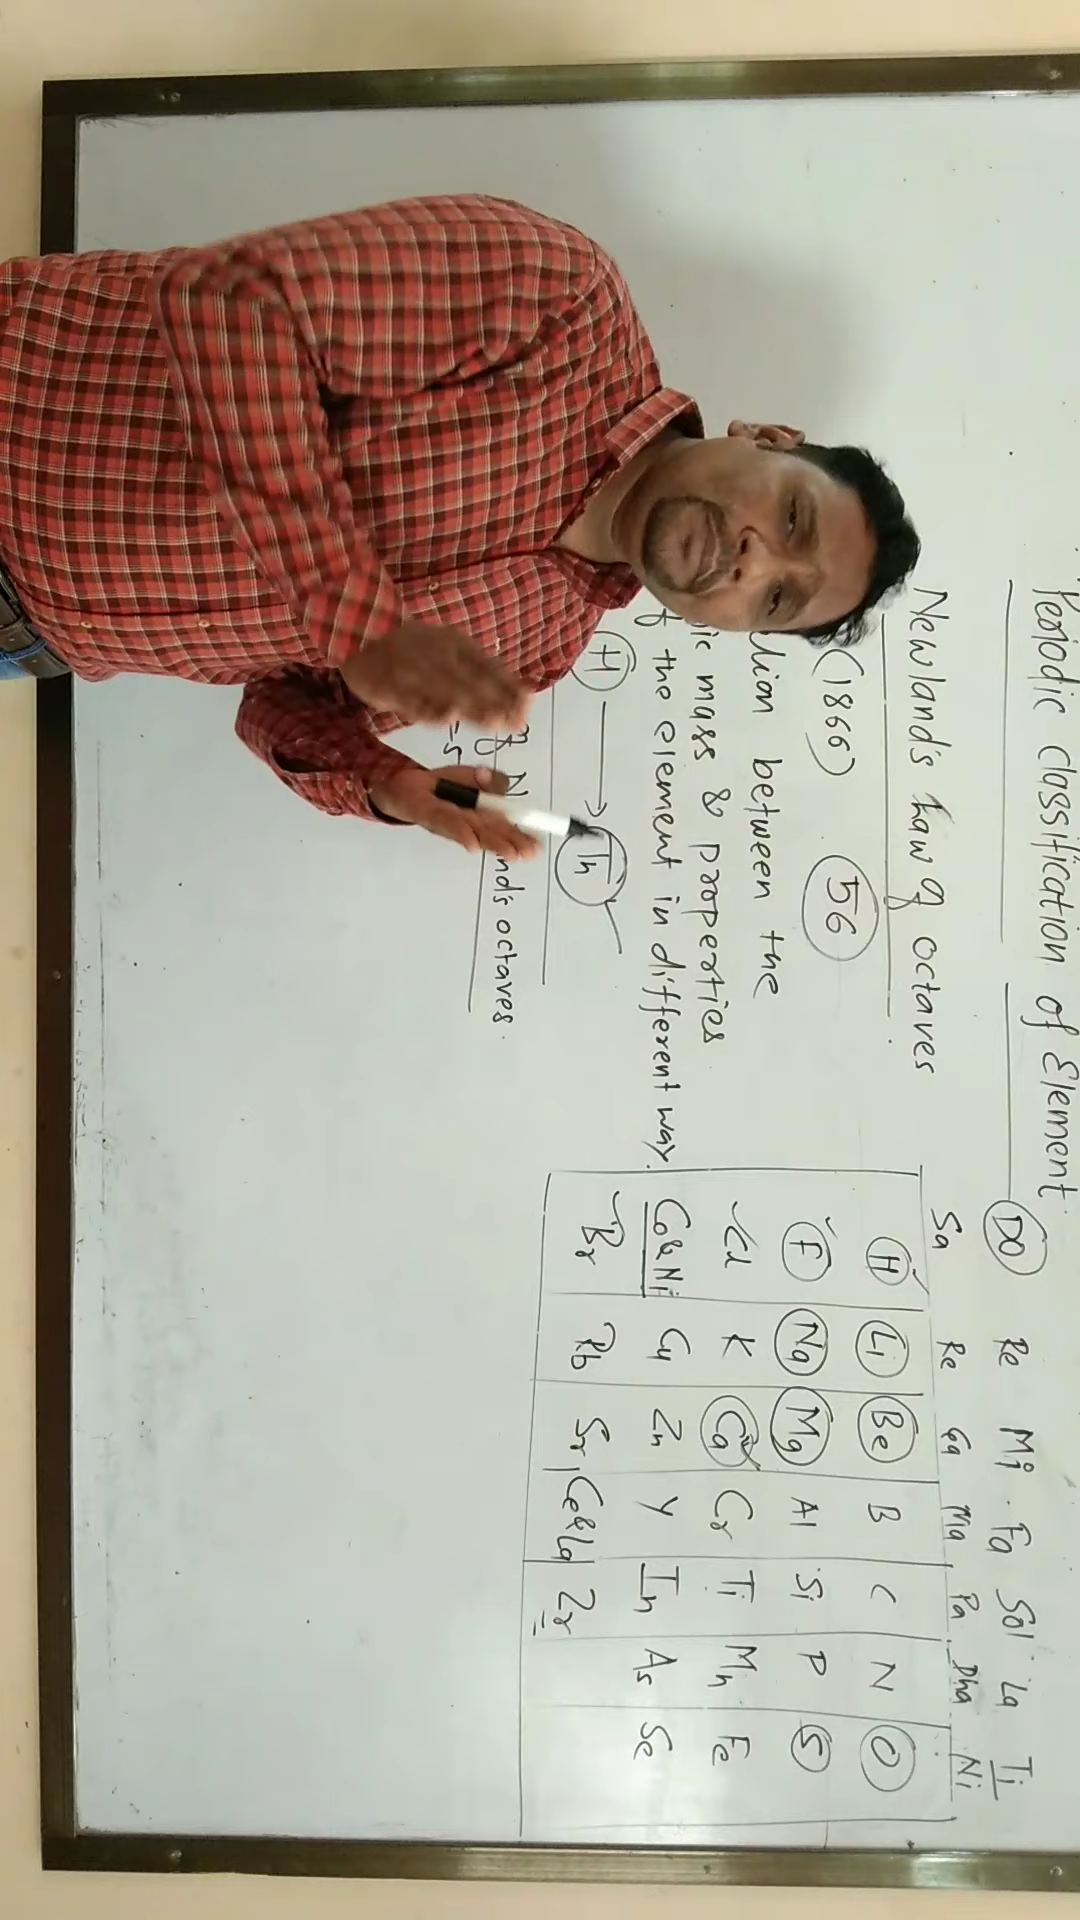 Periodic Classification of Element
Newland's Law of octaves
(1866) 56
between the
mass & properties
of the element in different way.
H → Th
octaves.
DO Re Mi Fa Sol La Ti
Sa Re Ga Ma Pa Dha Ni
H Li Be B C N O
F Na Mg Al Si P S
Cl K Ca Cr Ti Mn Fe
Co&Ni Cu Zn Y In As Se
Br Rb Sr Ce&La Zr